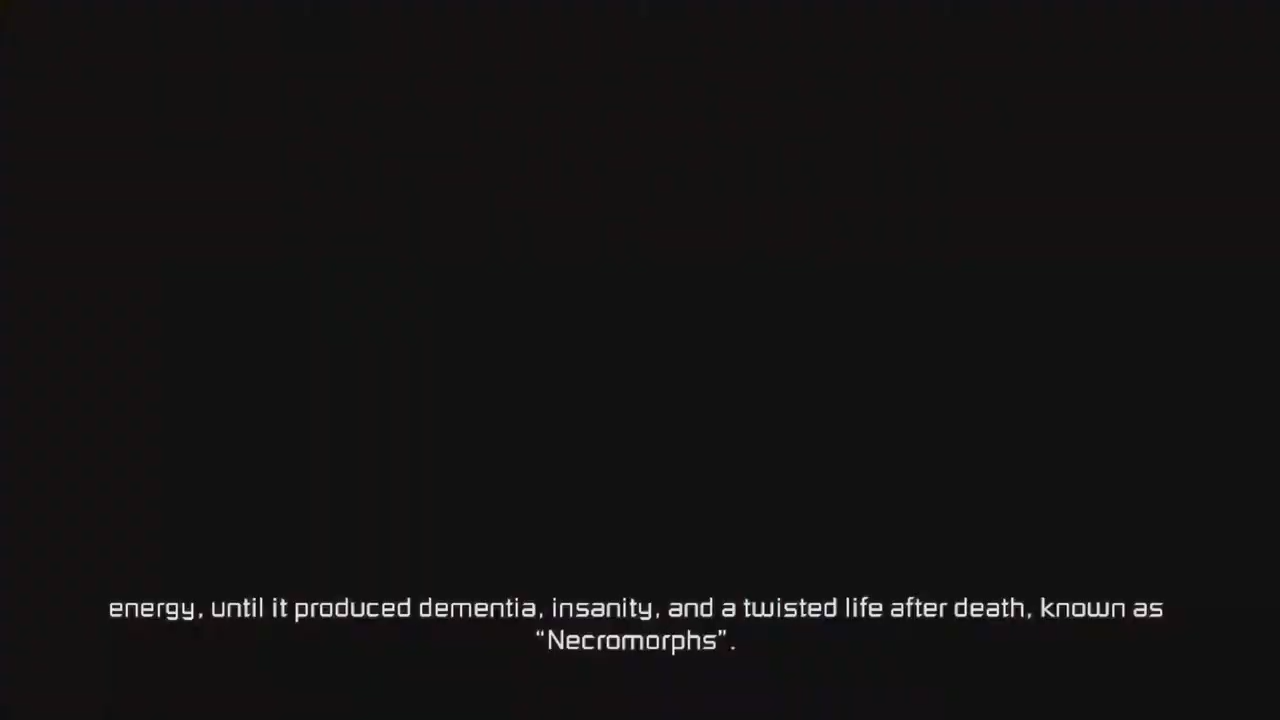 energy, until it produced dementia, insanity, and a twisted life after death, known as
“Necromorphs”.